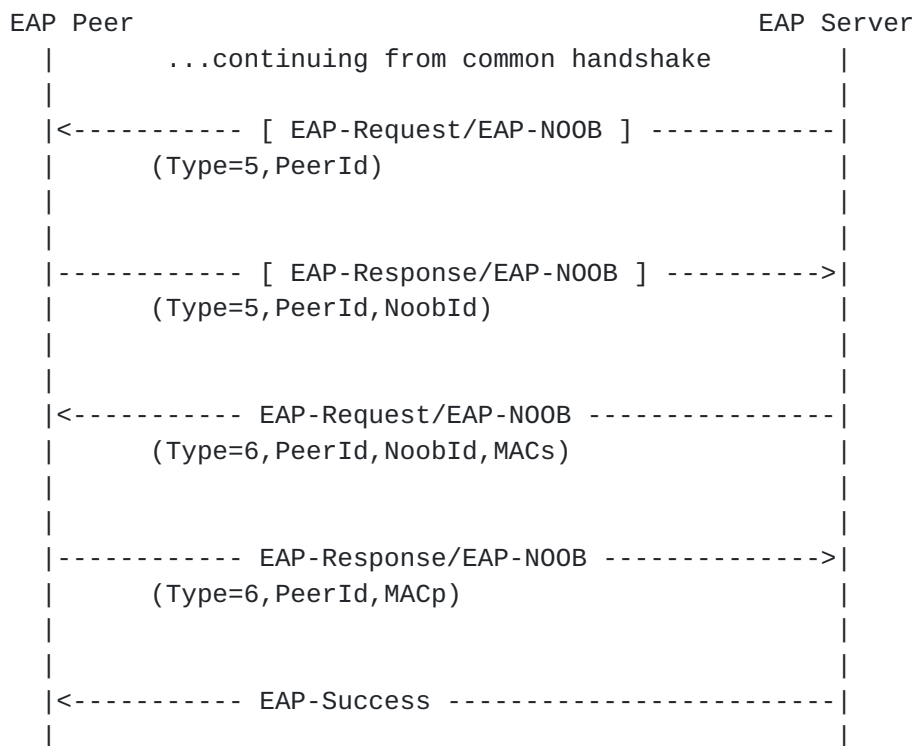 EAP Peer                                        EAP Server
  |       ...continuing from common handshake        |
  |                                                  |
  |<----------- [ EAP-Request/EAP-NOOB ] ------------|
  |      (Type=5,PeerId)                             |
  |                                                  |
  |                                                  |
  |------------ [ EAP-Response/EAP-NOOB ] ---------->|
  |      (Type=5,PeerId,NoobId)                      |
  |                                                  |
  |                                                  |
  |<----------- EAP-Request/EAP-NOOB ----------------|
  |      (Type=6,PeerId,NoobId,MACs)                 |
  |                                                  |
  |                                                  |
  |------------ EAP-Response/EAP-NOOB -------------->|
  |      (Type=6,PeerId,MACp)                        |
  |                                                  |
  |                                                  |
  |<----------- EAP-Success -------------------------|
  |                                                  |